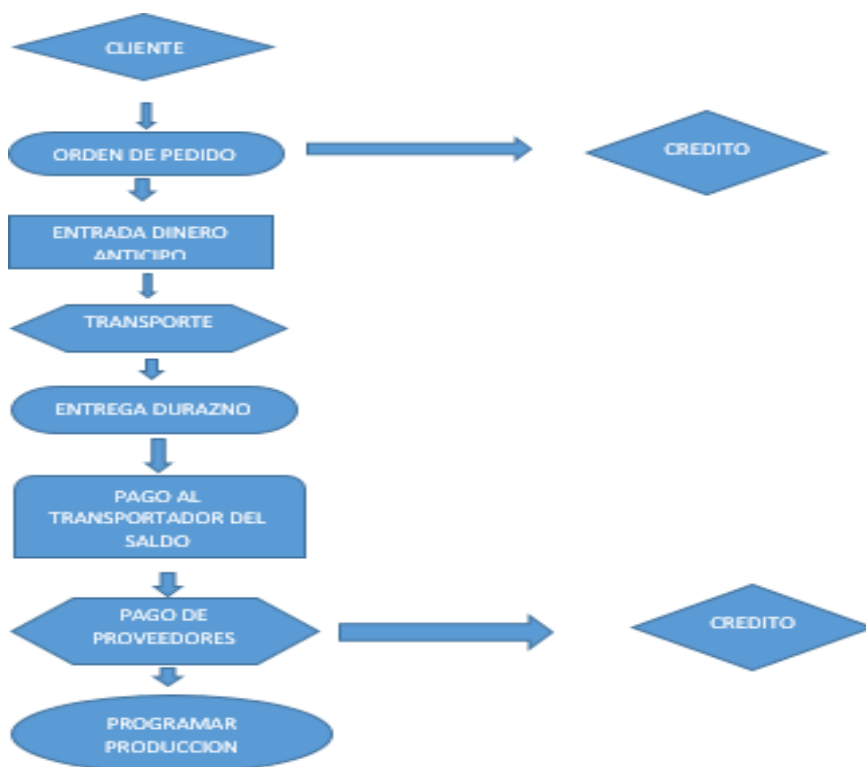 CLIENTE
ORDEN DE PEDIDO
CREDITO
ENTRADA DINERO
ANTICIPO
TRANSPORTE
ENTREGA DURAZNO
PAGO AL
TRANSPORTADOR DEL
SALDO
PAGO DE
PROVEEDORES
CREDITO
PROGRAMAR
PRODUCCION